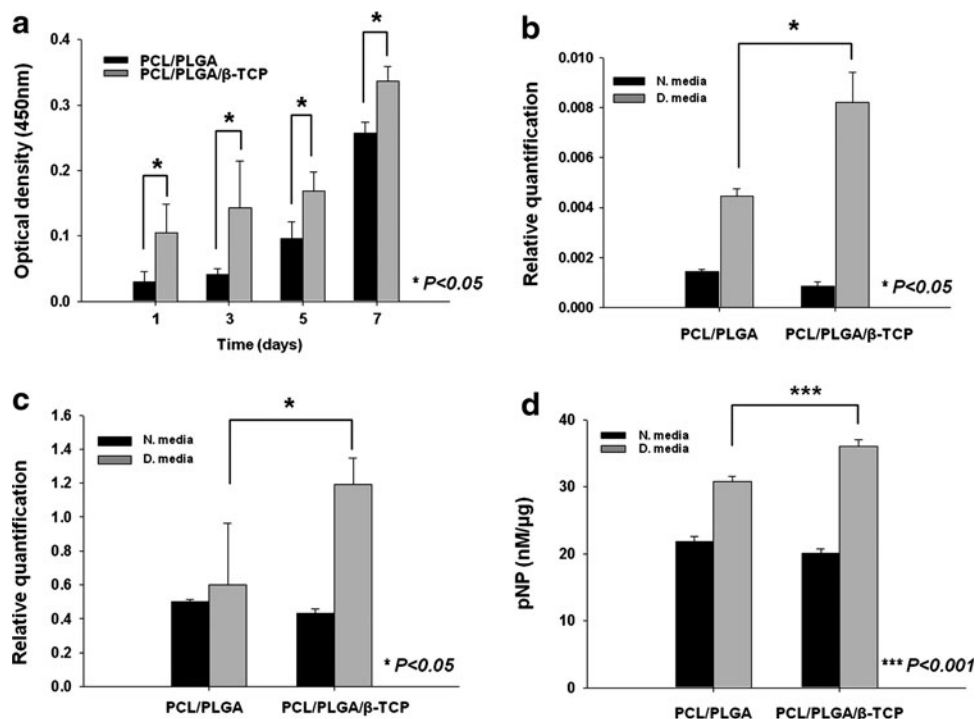 a
Optical density (450nm)
0.4
0.3
0.2
0.1
0.0
PCL/PLGA
PCL/PLGA/β-TCP
*
*
*
*
* P<0.05
1 3 5 7
Time (days)
b
Relative quantification
0.010
0.008
0.006
0.004
0.002
0.000
N. media
D. media
*
* P<0.05
PCL/PLGA PCL/PLGA/β-TCP
c
Relative quantification
1.6
1.4
1.2
1.0
0.8
0.6
0.4
0.2
0.0
N. media
D. media
*
* P<0.05
PCL/PLGA PCL/PLGA/β-TCP
d
pNP (nM/µg)
40
30
20
10
0
N. media
D. media
***
*** P<0.001
PCL/PLGA PCL/PLGA/β-TCP